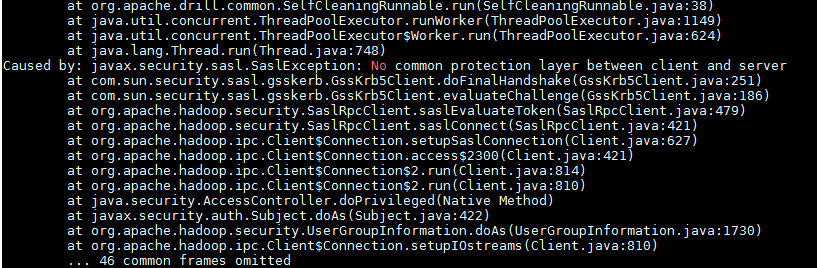 at org.apache.drill.common.SelfCleaningRunnable.run(SelfCleaningRunnable.java:38)
at java.util.concurrent.ThreadPoolExecutor.runWorker(ThreadPoolExecutor.java:1149)
at java.util.concurrent.ThreadPoolExecutor$Worker.run(ThreadPoolExecutor.java:624)
at java.lang.Thread.run(Thread.java:748)
Caused by: javax.security.sasl.SaslException: No common protection layer between client and server
at com.sun.security.sasl.gsskerb.GssKrb5Client.doFinalHandshake(GssKrb5Client.java:251)
at com.sun.security.sasl.gsskerb.GssKrb5Client.evaluateChallenge(GssKrb5Client.java:186)
at org.apache.hadoop.security.SaslRpcClient.saslEvaluateToken(SaslRpcClient.java:479)
at org.apache.hadoop.security.SaslRpcClient.saslConnect(SaslRpcClient.java:421)
at org.apache.hadoop.ipc.Client$Connection.setupSaslConnection(Client.java:627)
at org.apache.hadoop.ipc.Client$Connection.access$2300(Client.java:421)
at org.apache.hadoop.ipc.Client$Connection$2.run(Client.java:814)
at org.apache.hadoop.ipc.Client$Connection$2.run(Client.java:810)
at java.security.AccessController.doPrivileged(Native Method)
at javax.security.auth.Subject.doAs(Subject.java:422)
at org.apache.hadoop.security.UserGroupInformation.doAs(UserGroupInformation.java:1730)
at org.apache.hadoop.ipc.Client$Connection.setupIOstreams(Client.java:810)
... 46 common frames omitted